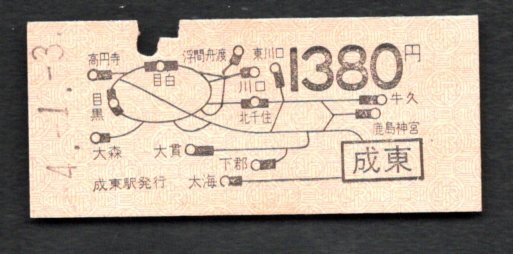 4.-1.-3.
高円寺
浮間舟渡
東川口
1380円
目白
川口
目黒
北千住
牛久
鹿島神宮
大森
大貫
下郡
成東
成東駅発行
太海